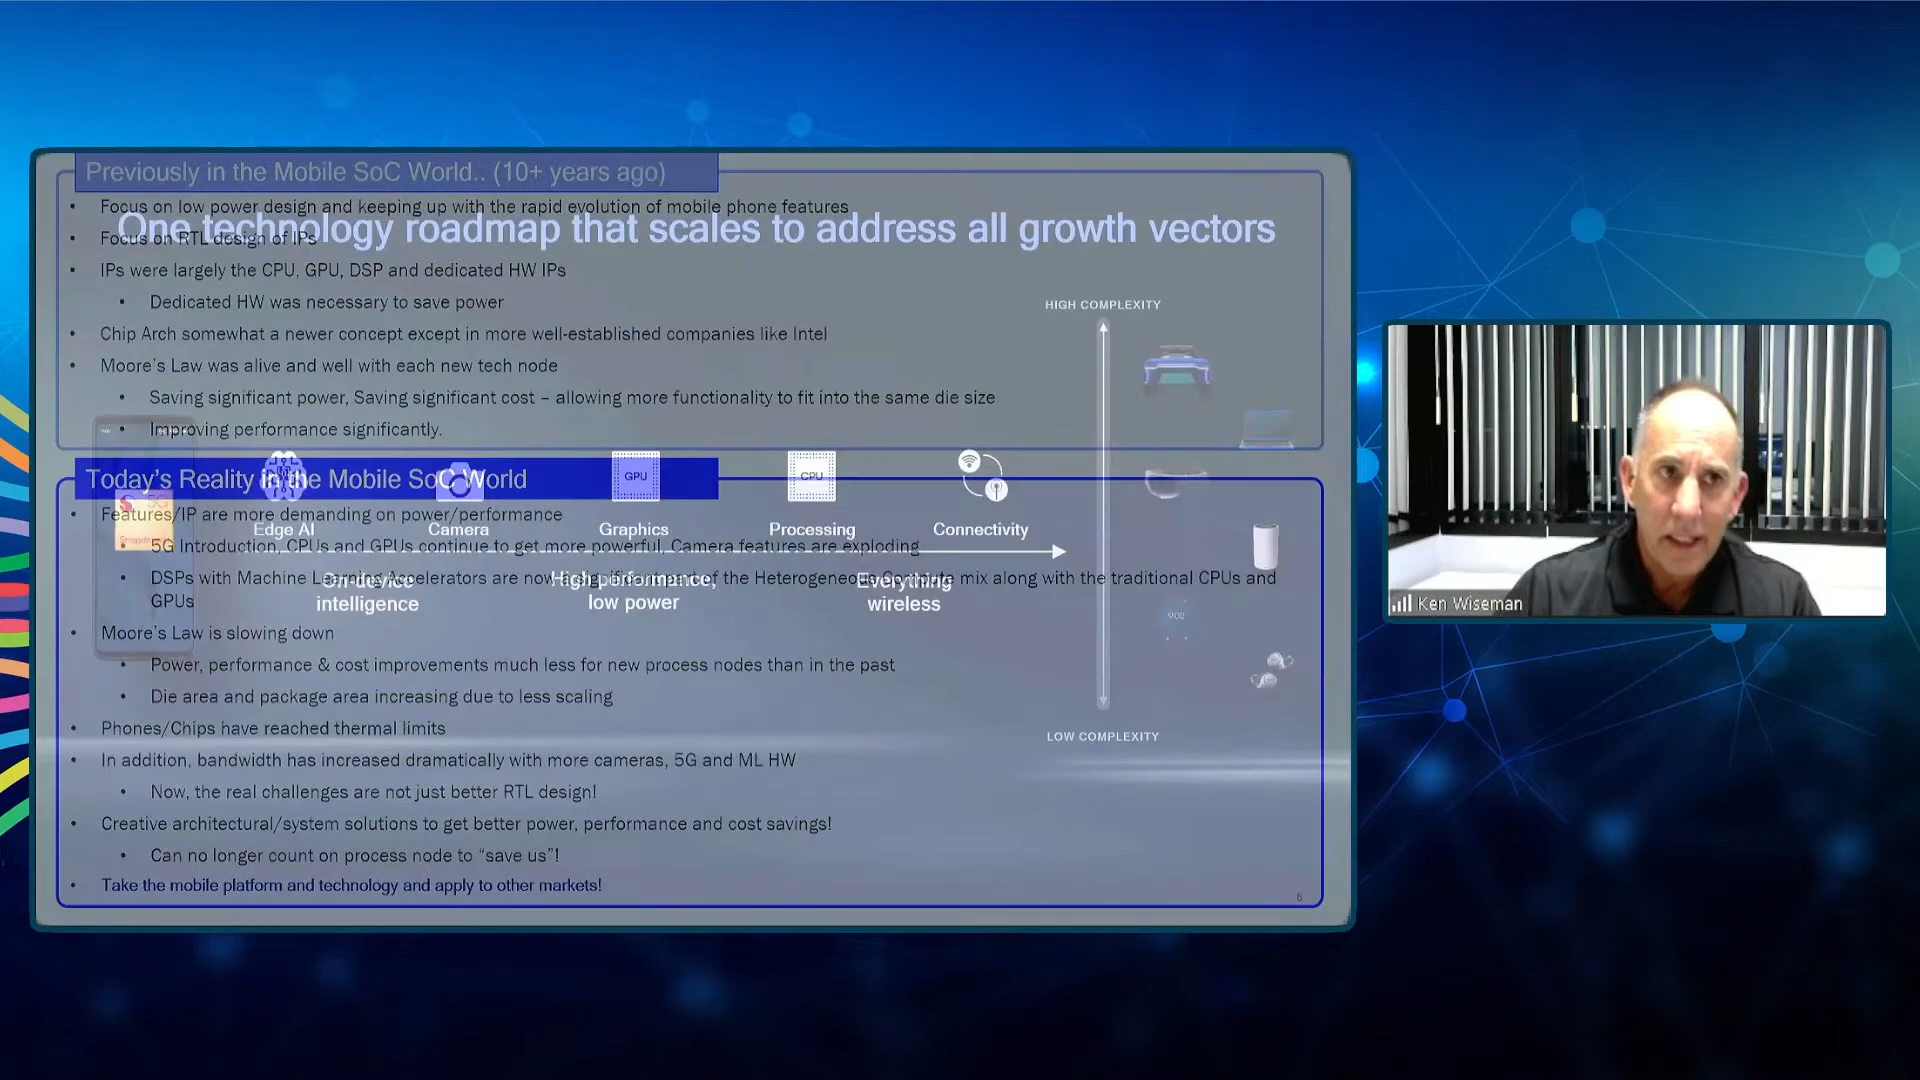 Previously in the Mobile SoC World.. (10+ years ago)
• Focus on low power design and keeping up with the rapid evolution of mobile phone features
• Focus on RTL design of IPs
• IPs were largely the CPU, GPU, DSP and dedicated HW IPs
• Dedicated HW was necessary to save power
• Chip Arch somewhat a newer concept except in more well-established companies like Intel
• Moore's Law was alive and well with each new tech node
• Saving significant power, Saving significant cost – allowing more functionality to fit into the same die size
• Improving performance significantly.
Today's Reality in the Mobile SoC World
• Features/IP are more demanding on power/performance
• 5G Introduction, CPUs and GPUs continue to get more powerful, Camera features are exploding
• DSPs with Machine Learning Accelerators are now a significant part of the Heterogeneous Compute mix along with the traditional CPUs and
GPUs
• Moore's Law is slowing down
• Power, performance & cost improvements much less for new process nodes than in the past
• Die area and package area increasing due to less scaling
• Phones/Chips have reached thermal limits
• In addition, bandwidth has increased dramatically with more cameras, 5G and ML HW
• Now, the real challenges are not just better RTL design!
• Creative architectural/system solutions to get better power, performance and cost savings!
• Can no longer count on process node to “save us”!
• Take the mobile platform and technology and apply to other markets!
6
One technology roadmap that scales to address all growth vectors
HIGH COMPLEXITY
GPU
CPU
5G
Snapdragon
Edge AI
Camera
Graphics
Processing
Connectivity
On-device
intelligence
High performance,
low power
Everything
wireless
900
LOW COMPLEXITY
Ken Wiseman